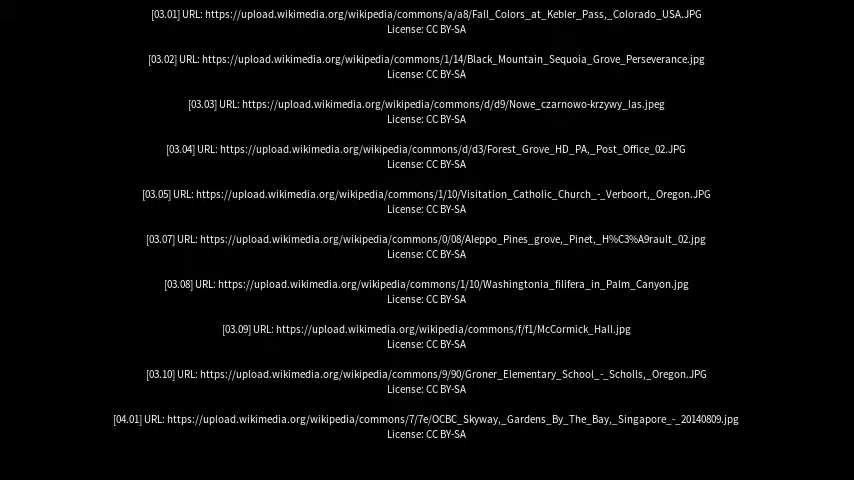 [03.01] URL: https://upload.wikimedia.org/wikipedia/commons/a/a8/Fall_Colors_at_Kebler_Pass,_Colorado_USA.JPG
License: CC BY-SA
[03.02] URL: https://upload.wikimedia.org/wikipedia/commons/1/14/Black_Mountain_Sequoia_Grove_Perseverance.jpg
License: CC BY-SA
[03.03] URL: https://upload.wikimedia.org/wikipedia/commons/d/d9/Nowe_czarnowo-krzywy_las.jpeg
License: CC BY-SA
[03.04] URL: https://upload.wikimedia.org/wikipedia/commons/d/d3/Forest_Grove_HD_PA,_Post_Office_02.JPG
License: CC BY-SA
[03.05] URL: https://upload.wikimedia.org/wikipedia/commons/1/10/Visitation_Catholic_Church_-_Verboort,_Oregon.JPG
License: CC BY-SA
[03.07] URL: https://upload.wikimedia.org/wikipedia/commons/0/08/Aleppo_Pines_grove,_Pinet,_H%C3%A9rault_02.jpg
License: CC BY-SA
[03.08] URL: https://upload.wikimedia.org/wikipedia/commons/1/10/Washingtonia_filifera_in_Palm_Canyon.jpg
License: CC BY-SA
[03.09] URL: https://upload.wikimedia.org/wikipedia/commons/f/f1/McCormick_Hall.jpg
License: CC BY-SA
[03.10] URL: https://upload.wikimedia.org/wikipedia/commons/9/90/Groner_Elementary_School_-_Scholls,_Oregon.JPG
License: CC BY-SA
[04.01] URL: https://upload.wikimedia.org/wikipedia/commons/7/7e/OCBC_Skyway,_Gardens_By_The_Bay,_Singapore_-_20140809.jpg
License: CC BY-SA